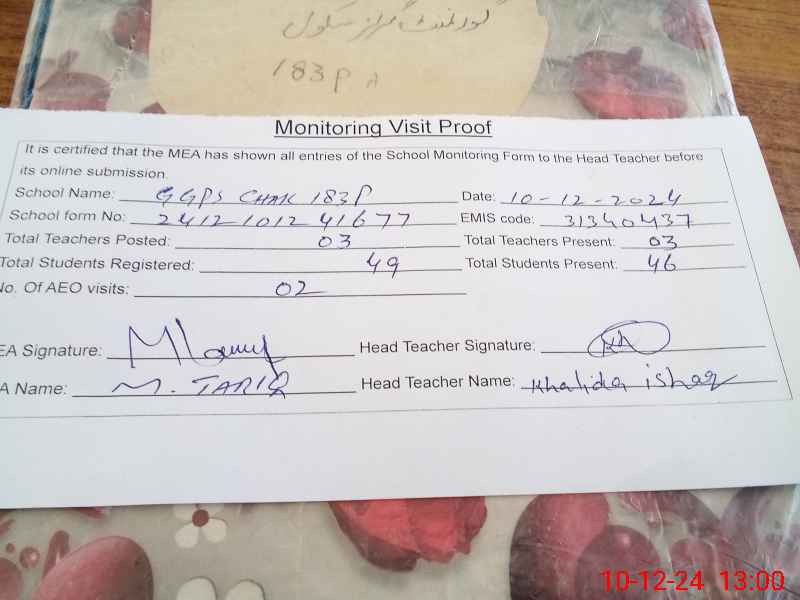 گورنمنٹ گرلز سکول
183 P
Monitoring Visit Proof
It is certified that the MEA has shown all entries of the School Monitoring Form to the Head Teacher before
its online submission.
School Name: GGPS CHAK 183P Date: 10-12-2024
School form No: 2412101241677 EMIS code: 31340437
Total Teachers Posted: 03 Total Teachers Present: 03
Total Students Registered: 49 Total Students Present: 46
No. Of AEO visits: 02
EA Signature: Head Teacher Signature:
A Name: M. TARIQ Head Teacher Name: Khalida ishaq
10-12-24 13:00